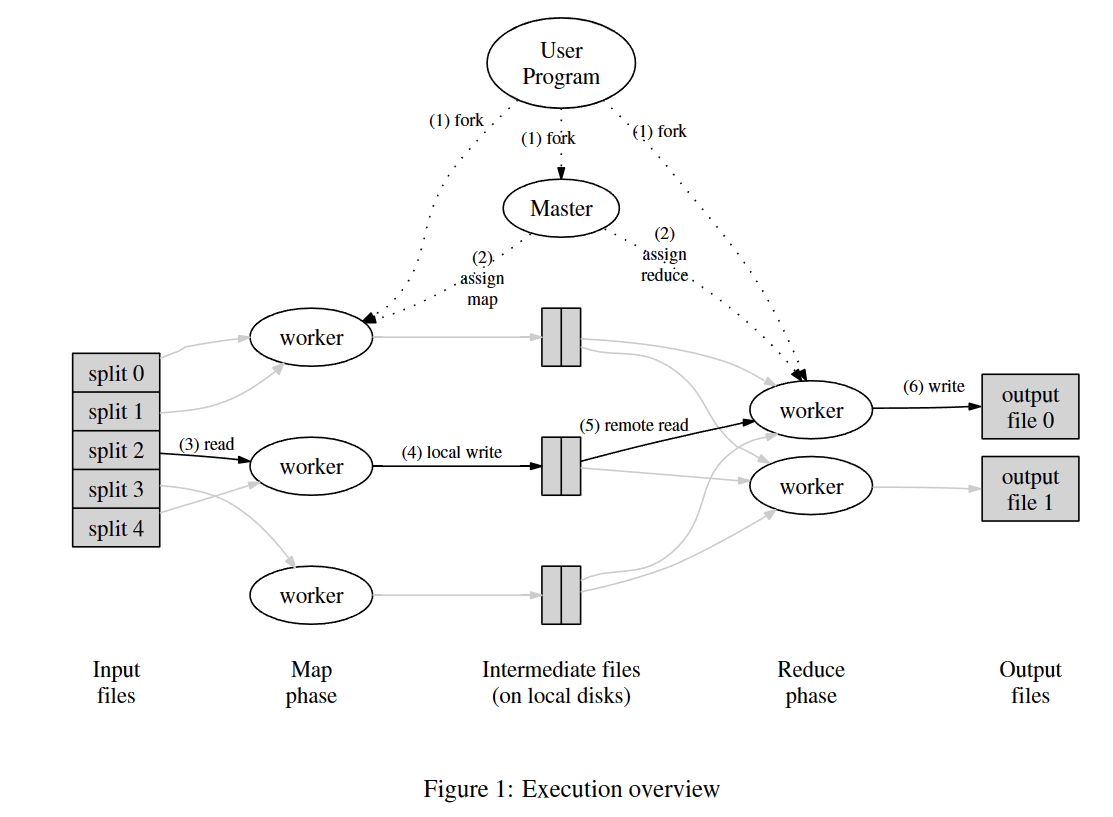 User
Program
(1) fork
(1) fork
(1) fork
Master
(2)
assign
map
(2)
assign
reduce
worker
split 0
split 1
split 2
split 3
split 4
(3) read
worker
(4) local write
(5) remote read
worker
(6) write
output
file 0
worker
output
file 1
worker
Input
files
Map
phase
Intermediate files
(on local disks)
Reduce
phase
Output
files
Figure 1: Execution overview